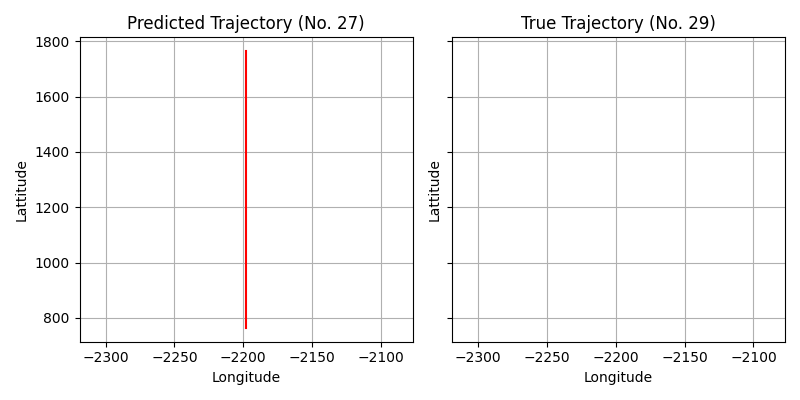 Predicted Trajectory (No. 27)
Lattitude
1800
1600
1400
1200
1000
800
−2300 −2250 −2200 −2150 −2100
Longitude
True Trajectory (No. 29)
Lattitude
−2300 −2250 −2200 −2150 −2100
Longitude